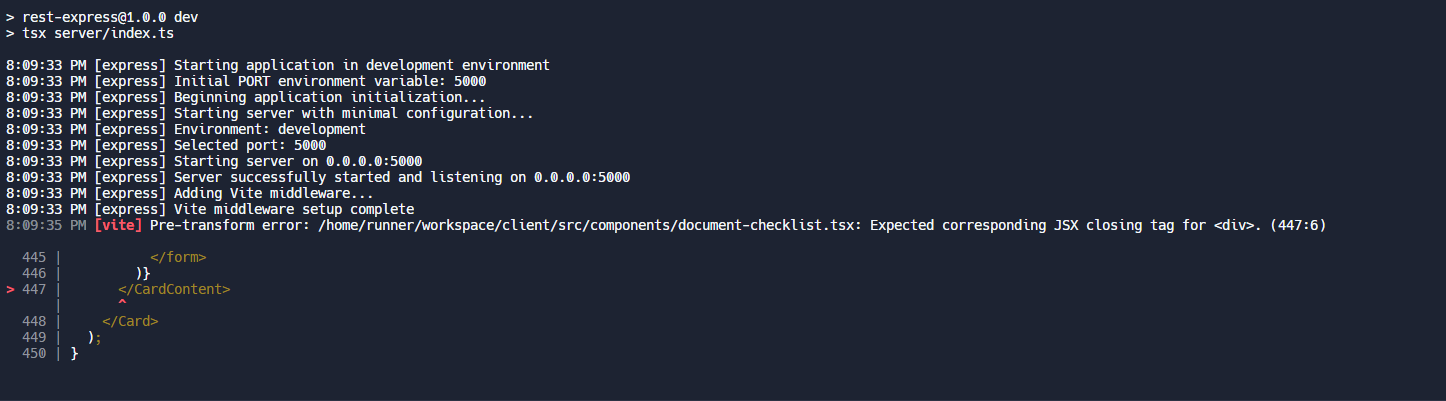 > rest-express@1.0.0 dev
> tsx server/index.ts
8:09:33 PM [express] Starting application in development environment
8:09:33 PM [express] Initial PORT environment variable: 5000
8:09:33 PM [express] Beginning application initialization...
8:09:33 PM [express] Starting server with minimal configuration...
8:09:33 PM [express] Environment: development
8:09:33 PM [express] Selected port: 5000
8:09:33 PM [express] Starting server on 0.0.0.0:5000
8:09:33 PM [express] Server successfully started and listening on 0.0.0.0:5000
8:09:33 PM [express] Adding Vite middleware...
8:09:33 PM [express] Vite middleware setup complete
8:09:35 PM [vite] Pre-transform error: /home/runner/workspace/client/src/components/document-checklist.tsx: Expected corresponding JSX closing tag for <div>. (447:6)
  445 |           </form>
  446 |         )}
> 447 |       </CardContent>
      |       ^
  448 |     </Card>
  449 |   );
  450 | }